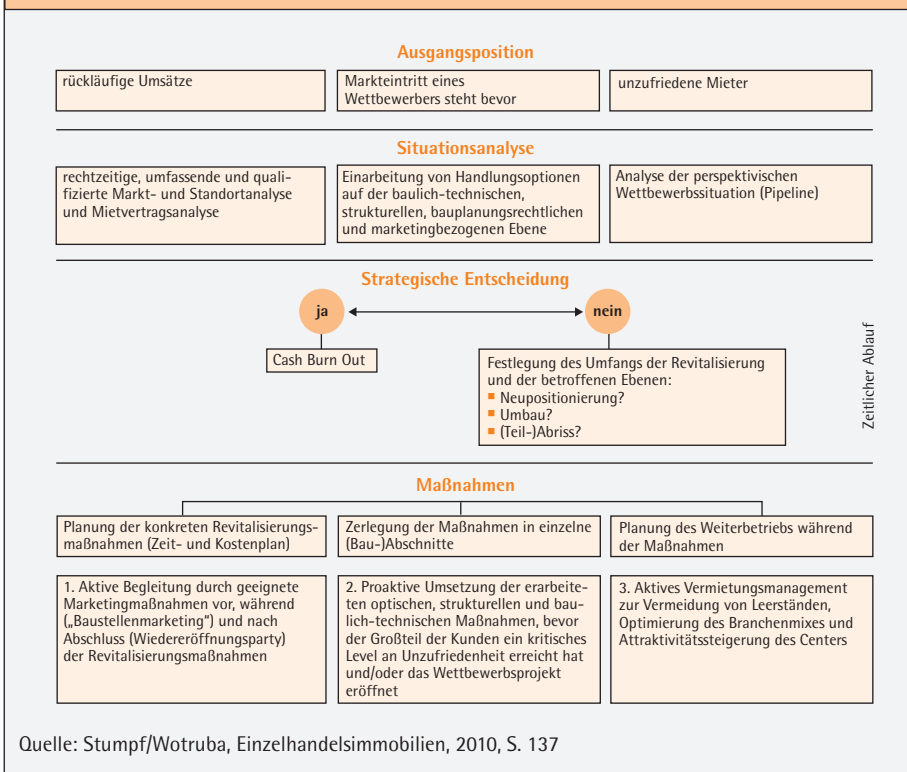 Ausgangsposition
rückläufige Umsätze
Markteintritt eines
Wettbewerbers steht bevor
unzufriedene Mieter
Situationsanalyse
rechtzeitige, umfassende und quali-
fizierte Markt- und Standortanalyse
und Mietvertragsanalyse
Einarbeitung von Handlungsoptionen
auf der baulich-technischen,
strukturellen, bauplanungsrechtlichen
und marketingbezogenen Ebene
Analyse der perspektivischen
Wettbewerbssituation (Pipeline)
Strategische Entscheidung
ja
nein
Cash Burn Out
Festlegung des Umfangs der Revitalisierung
und der betroffenen Ebenen:
■ Neupositionierung?
■ Umbau?
■ (Teil-)Abriss?
Zeitlicher Ablauf
Maßnahmen
Planung der konkreten Revitalisierungs-
maßnahmen (Zeit- und Kostenplan)
Zerlegung der Maßnahmen in einzelne
(Bau-)Abschnitte
Planung des Weiterbetriebs während
der Maßnahmen
1. Aktive Begleitung durch geeignete
Marketingmaßnahmen vor, während
(„Baustellenmarketing“) und nach
Abschluss (Wiedereröffnungsparty)
der Revitalisierungsmaßnahmen
2. Proaktive Umsetzung der erarbeite-
ten optischen, strukturellen und bau-
lich-technischen Maßnahmen, bevor
der Großteil der Kunden ein kritisches
Level an Unzufriedenheit erreicht hat
und/oder das Wettbewerbsprojekt
eröffnet
3. Aktives Vermietungsmanagement
zur Vermeidung von Leerständen,
Optimierung des Branchenmixes und
Attraktivitätssteigerung des Centers
Quelle: Stumpf/Wotruba, Einzelhandelsimmobilien, 2010, S. 137